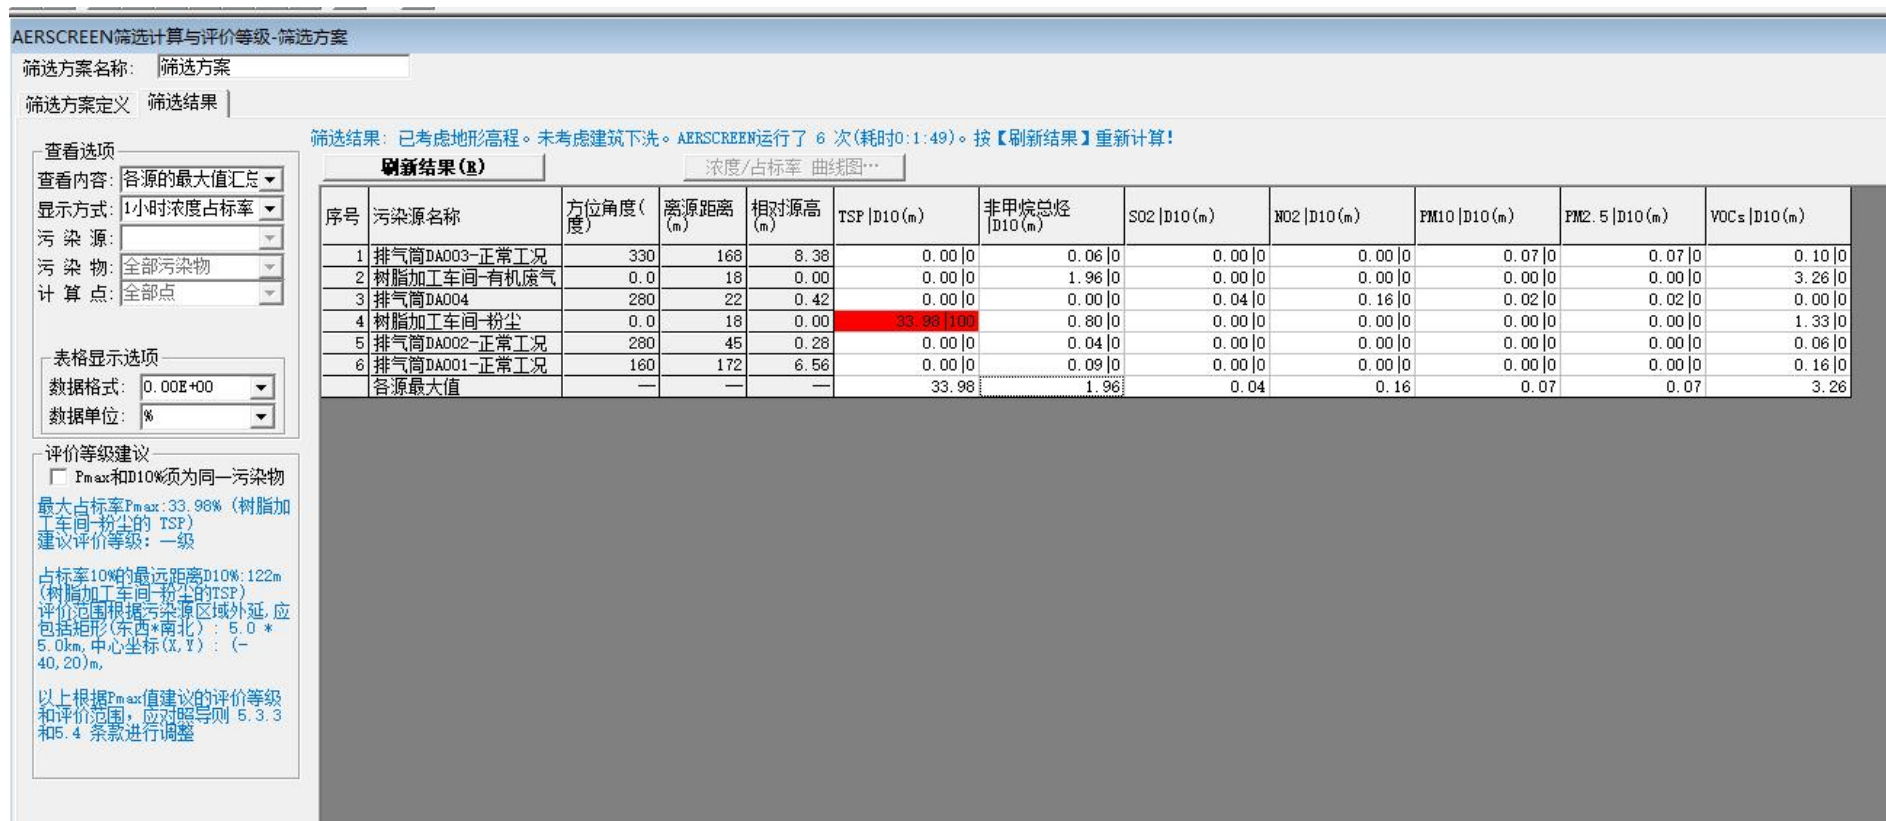 AERSCREEN筛选计算与评价等级-筛选方案
筛选方案名称: 筛选方案
筛选方案定义 筛选结果
筛选结果: 已考虑地形高程。未考虑建筑下洗。AERSCREEN运行了 6 次(耗时0:1:49)。按【刷新结果】重新计算!
刷新结果(R) 浓度/占标率 曲线图…
查看选项
查看内容: 各源的最大值汇总
显示方式: 1小时浓度占标率
污 染 源:
污 染 物: 全部污染物
计 算 点: 全部点
表格显示选项
数据格式: 0.00E+00
数据单位: %
评价等级建议
Pmax和D10%须为同一污染物
最大占标率Pmax:33.98% (树脂加
工车间-粉尘的 TSP)
建议评价等级: 一级
占标率10%的最远距离D10%:122m
(树脂加工车间-粉尘的TSP)
评价范围根据污染源区域外延,应
包括矩形(东西*南北): 5.0 *
5.0km,中心坐标(X,Y): (-
40,20)m,
以上根据Pmax值建议的评价等级
和评价范围,应对照导则 5.3.3
和5.4 条款进行调整
序号 污染源名称 方位角度(度) 离源距离(m) 相对源高(m) TSP|D10(m) 非甲烷总烃|D10(m) SO2|D10(m) NO2|D10(m) PM10|D10(m) PM2.5|D10(m) VOCs|D10(m)
1 排气筒DA003-正常工况 330 168 8.38 0.00|0 0.06|0 0.00|0 0.00|0 0.07|0 0.07|0 0.10|0
2 树脂加工车间-有机废气 0.0 18 0.00 0.00|0 1.96|0 0.00|0 0.00|0 0.00|0 0.00|0 3.26|0
3 排气筒DA004 280 22 0.42 0.00|0 0.00|0 0.04|0 0.16|0 0.02|0 0.02|0 0.00|0
4 树脂加工车间-粉尘 0.0 18 0.00 33.98|100 0.80|0 0.00|0 0.00|0 0.00|0 0.00|0 1.33|0
5 排气筒DA002-正常工况 280 45 0.28 0.00|0 0.04|0 0.00|0 0.00|0 0.00|0 0.00|0 0.06|0
6 排气筒DA001-正常工况 160 172 6.56 0.00|0 0.09|0 0.00|0 0.00|0 0.00|0 0.00|0 0.16|0
各源最大值 — — — 33.98 1.96 0.04 0.16 0.07 0.07 3.26